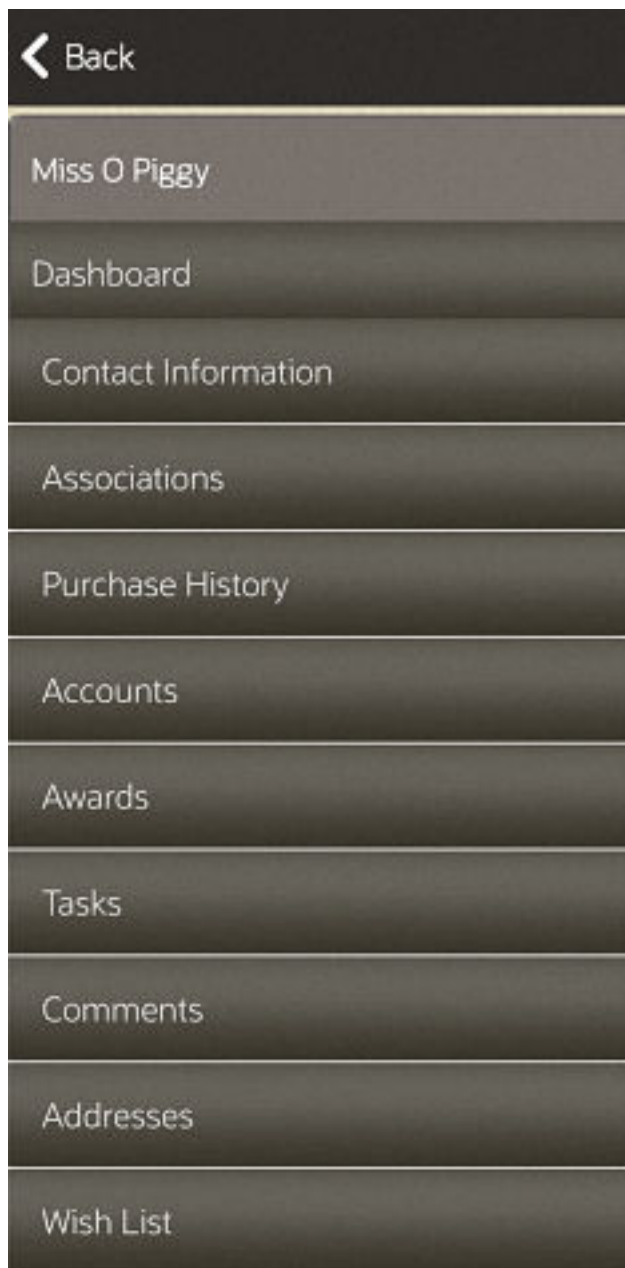 Back
Miss O Piggy
Dashboard
Contact Information
Associations
Purchase History
Accounts
Awards
Tasks
Comments
Addresses
Wish List